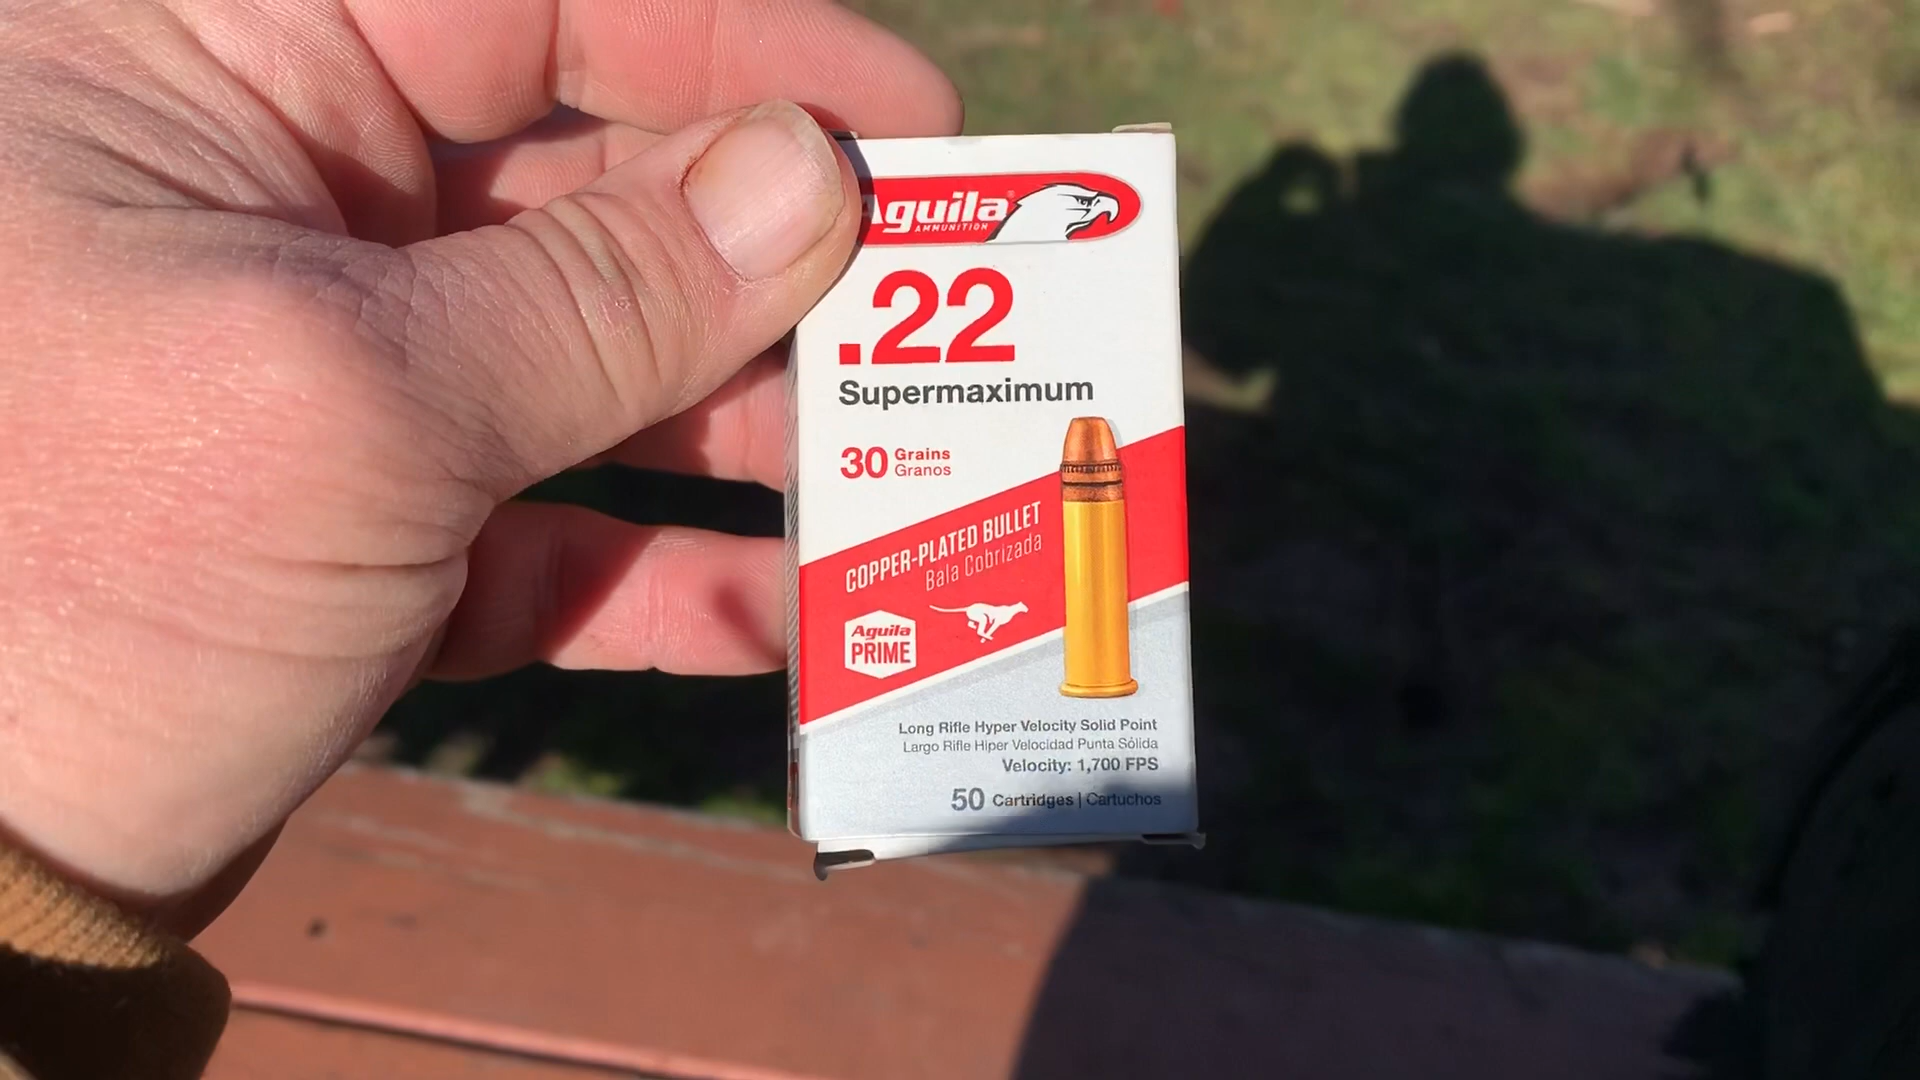 Aguila
AMMUNITION
.22
Supermaximum
30 Grains
Granos
COPPER-PLATED BULLET
Bala Cobrizada
Aguila
PRIME
Long Rifle Hyper Velocity Solid Point
Largo Rifle Hiper Velocidad Punta Sólida
Velocity: 1,700 FPS
50 Cartridges | Cartuchos